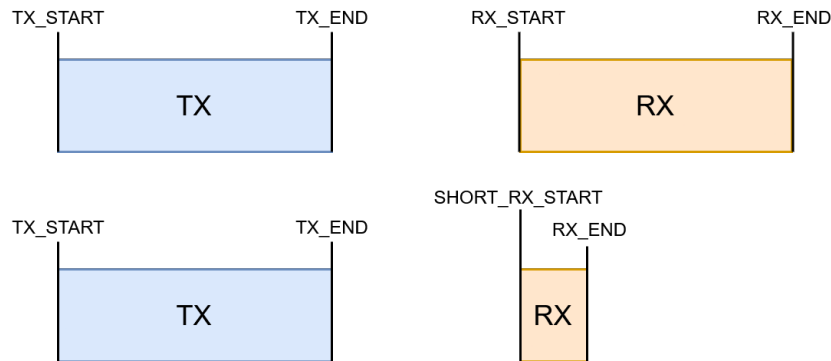 TX_START
TX_END
RX_START
RX_END
TX
RX
TX_START
TX_END
SHORT_RX_START
RX_END
TX
RX